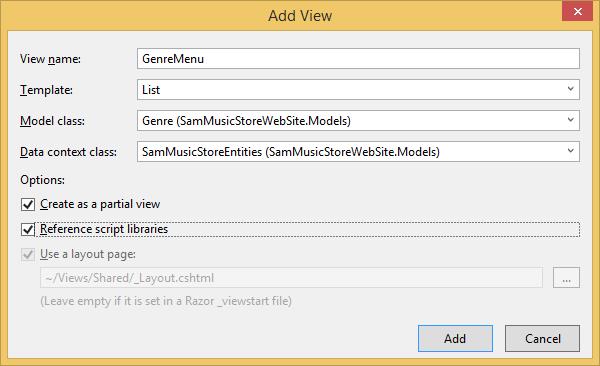 Add View
View name: GenreMenu
Template: List
Model class: Genre (SamMusicStoreWebSite.Models)
Data context class: SamMusicStoreEntities (SamMusicStoreWebSite.Models)
Options:
Create as a partial view
Reference script libraries
Use a layout page:
~/Views/Shared/_Layout.cshtml ...
(Leave empty if it is set in a Razor _viewstart file)
Add Cancel